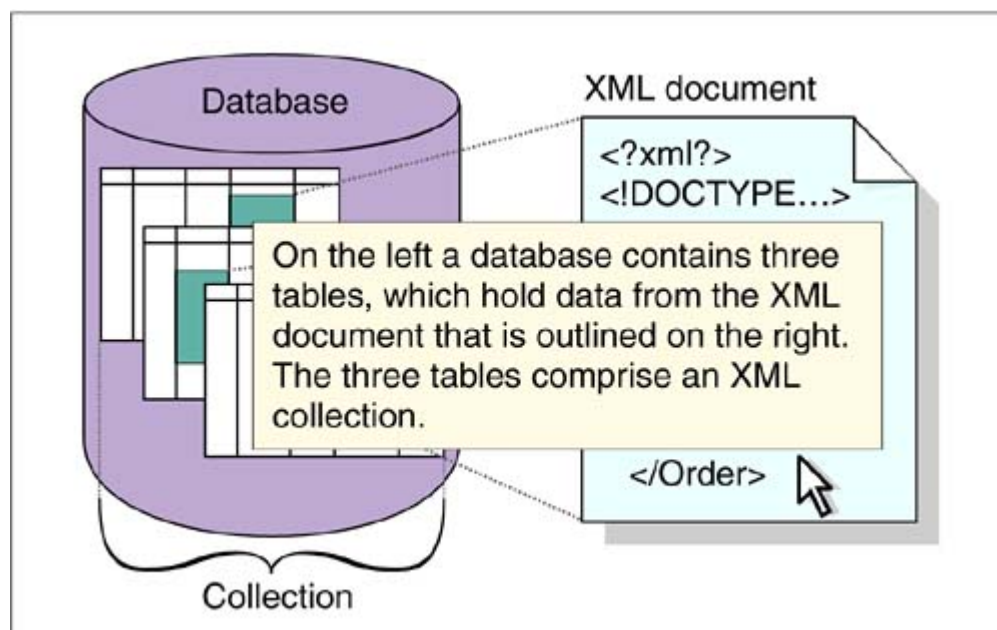 Database
XML document
<?xml?>
<!DOCTYPE...>
On the left a database contains three
tables, which hold data from the XML
document that is outlined on the right.
The three tables comprise an XML
collection.
</Order>
Collection